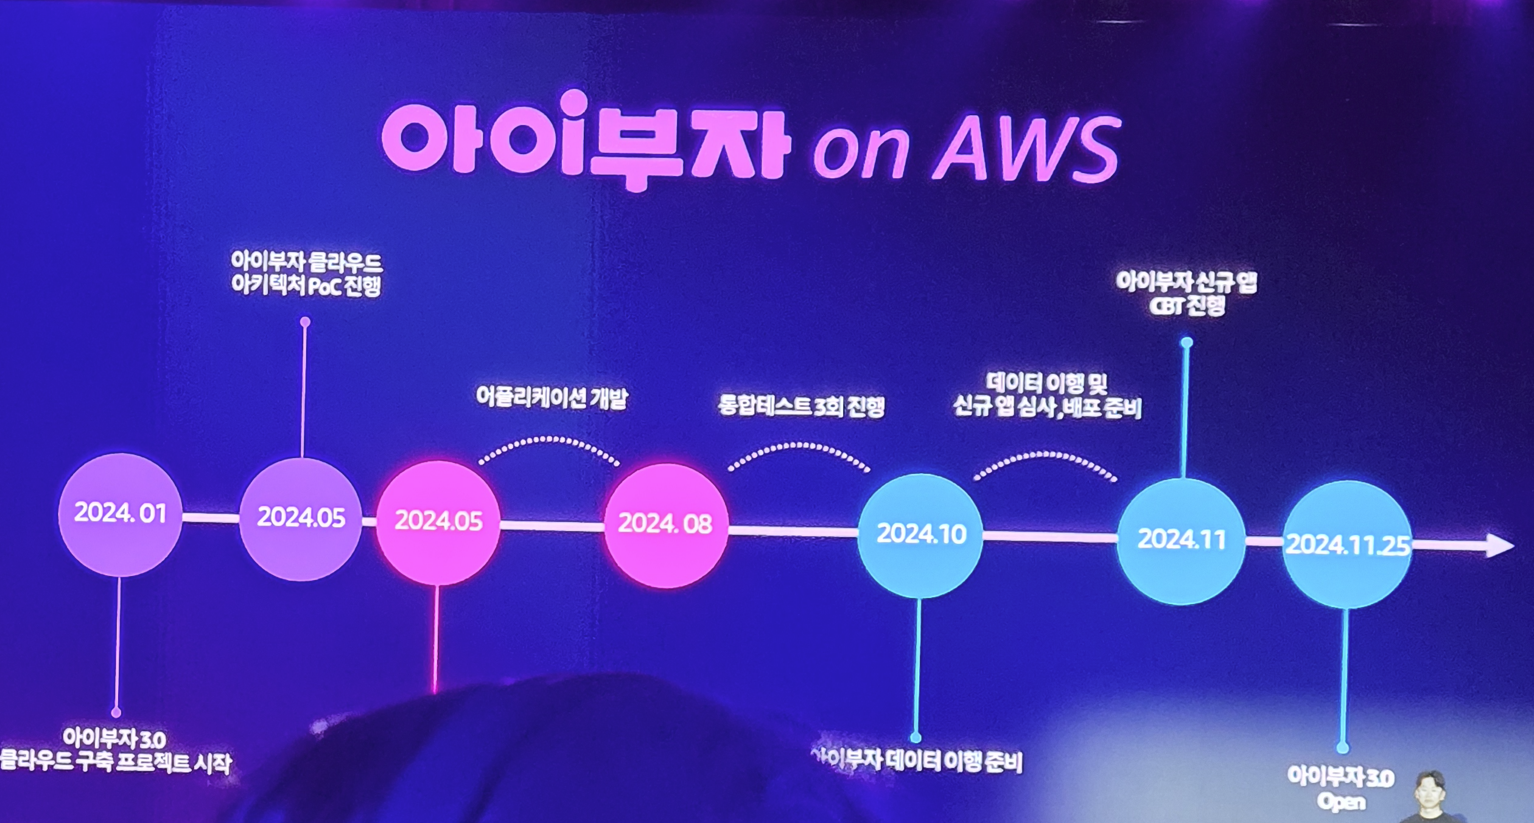 아이부자 on AWS
아이부자 클라우드
아키텍처 PoC 진행
아이부자 신규 앱
CBT 진행
어플리케이션 개발
통합테스트 3회 진행
데이터 이행 및
신규 앱 심사, 배포 준비
2024. 01
2024.05
2024.05
2024. 08
2024.10
2024.11
2024.11.25
아이부자 3.0
클라우드 구축 프로젝트 시작
아이부자 데이터 이행 준비
아이부자 3.0
Open